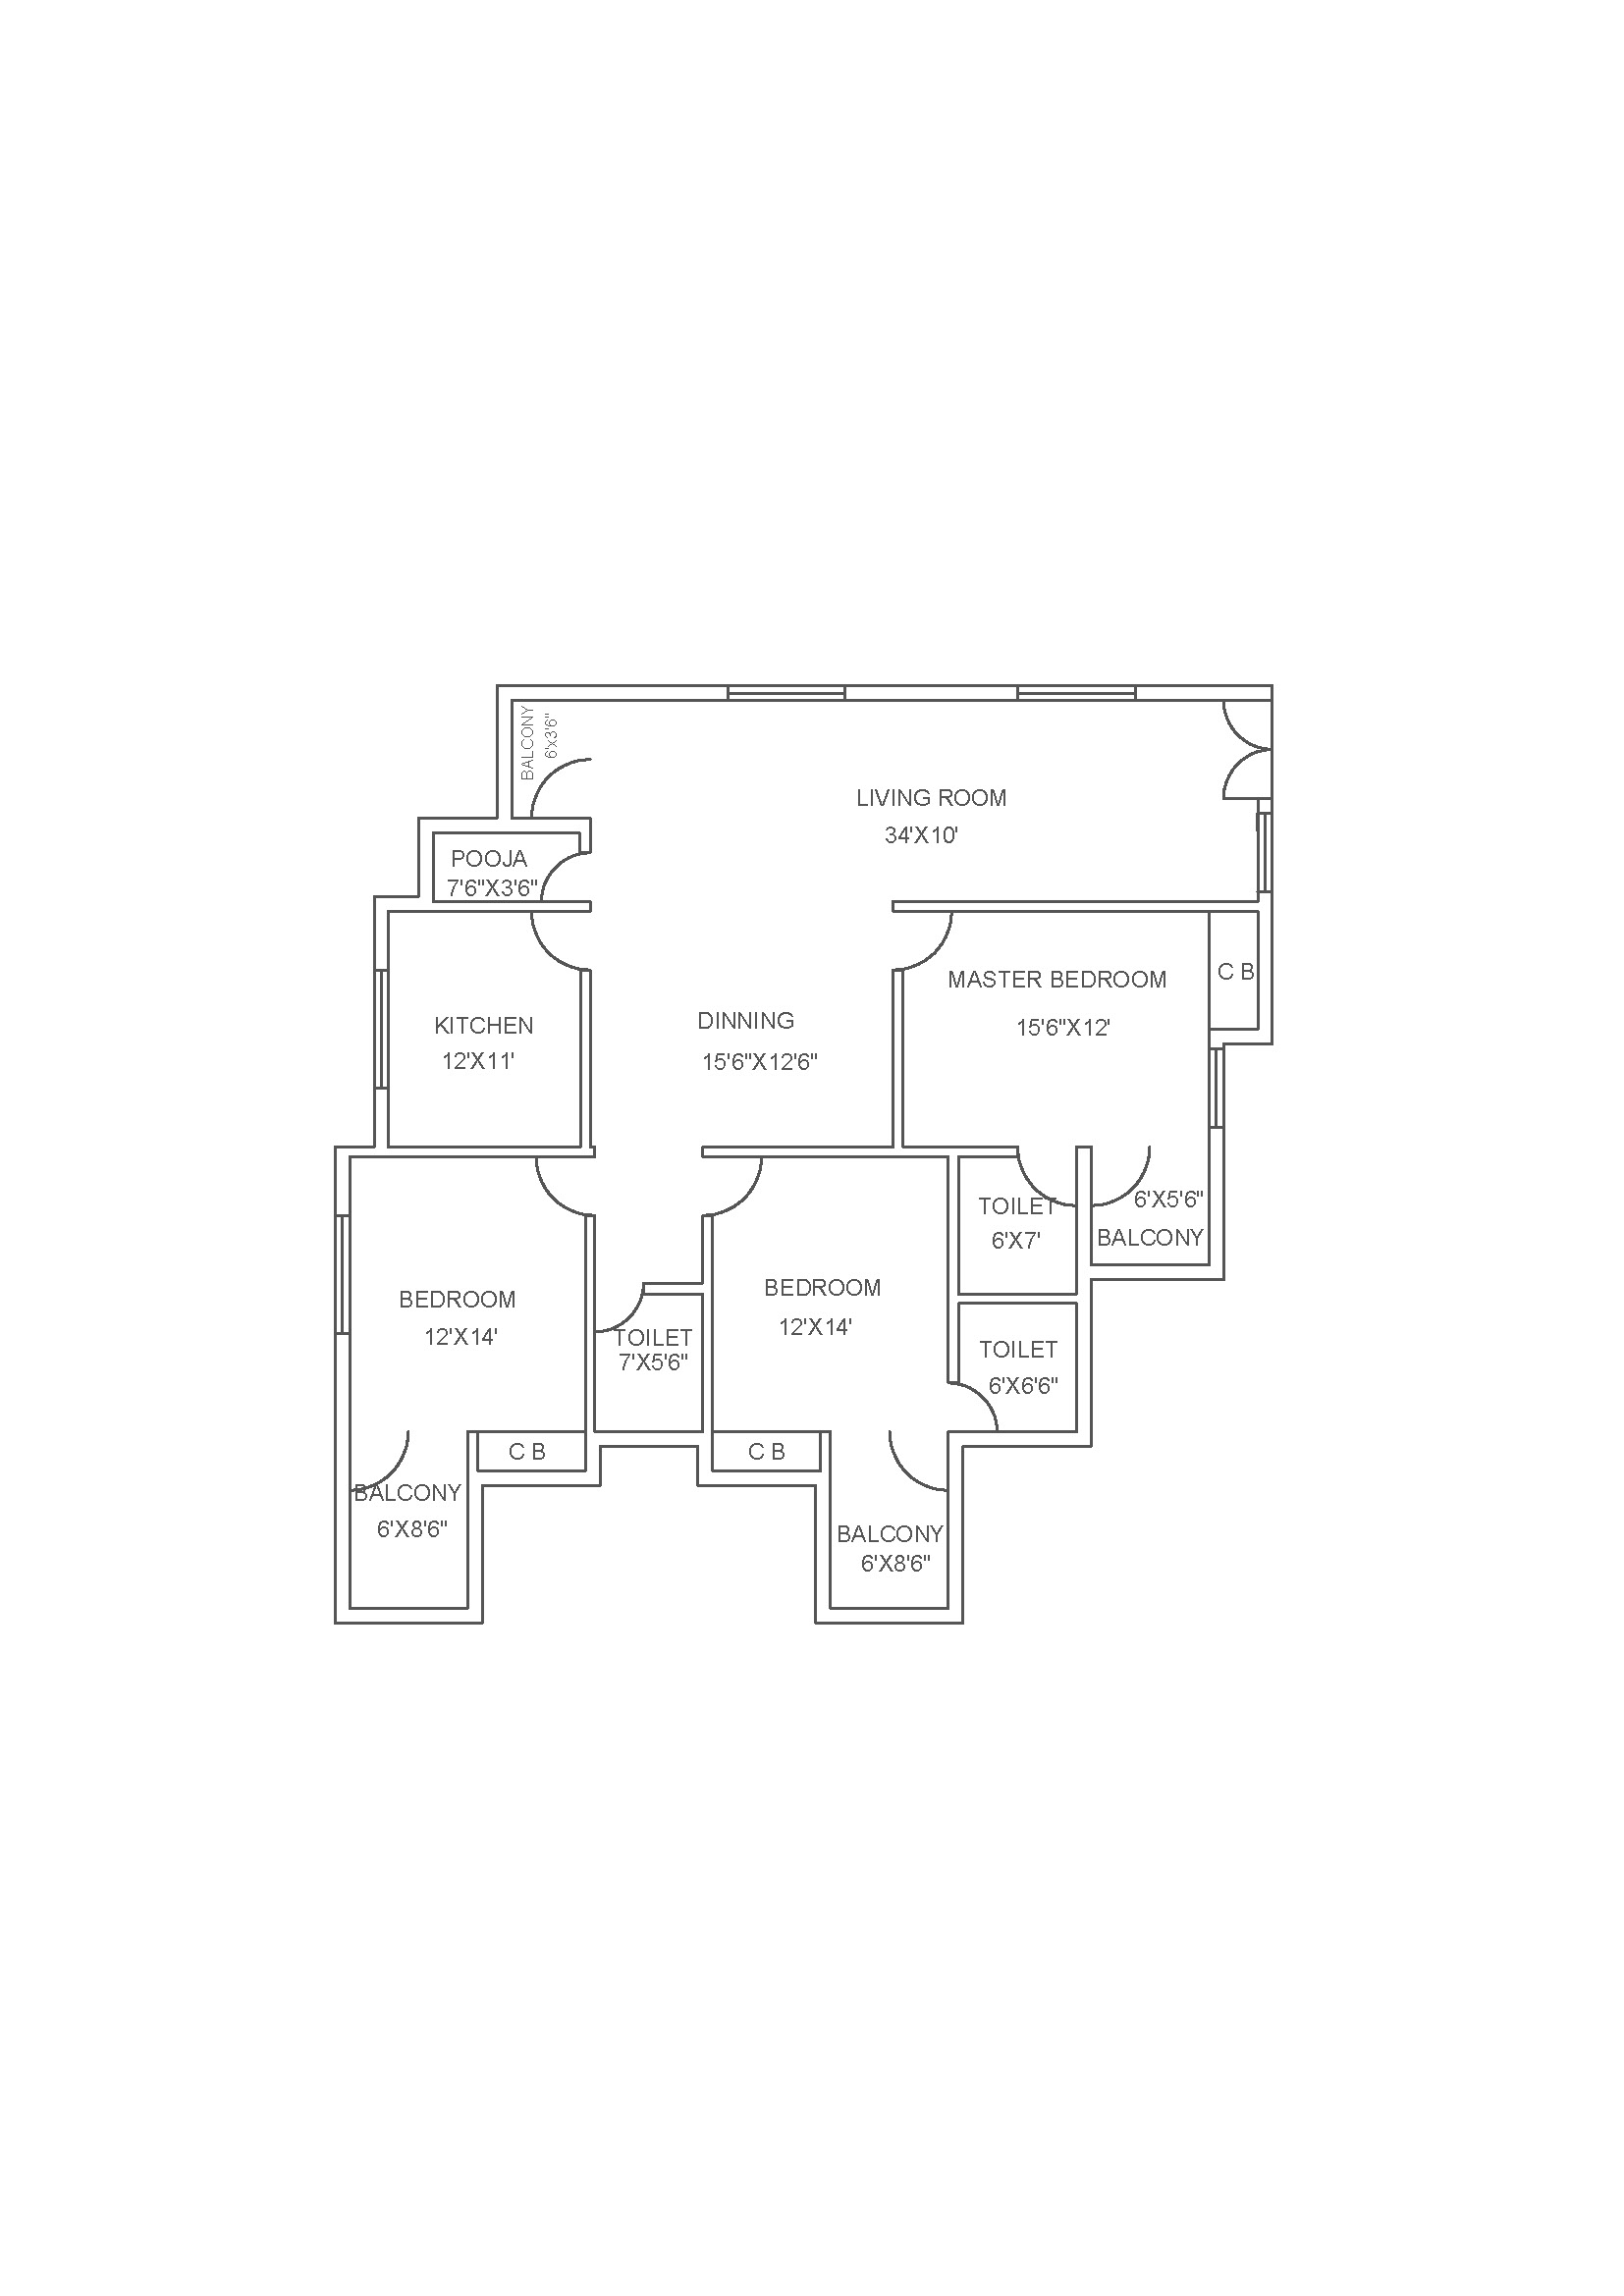 BALCONY
6'x3'6"
LIVING ROOM
34'X10'
POOJA
7'6"X3'6"
MASTER BEDROOM
15'6"X12'
C B
KITCHEN
12'X11'
DINNING
15'6"X12'6"
TOILET
6'X7'
6'X5'6"
BALCONY
BEDROOM
12'X14'
BEDROOM
12'X14'
TOILET
7'X5'6"
TOILET
6'X6'6"
C B
C B
BALCONY
6'X8'6"
BALCONY
6'X8'6"